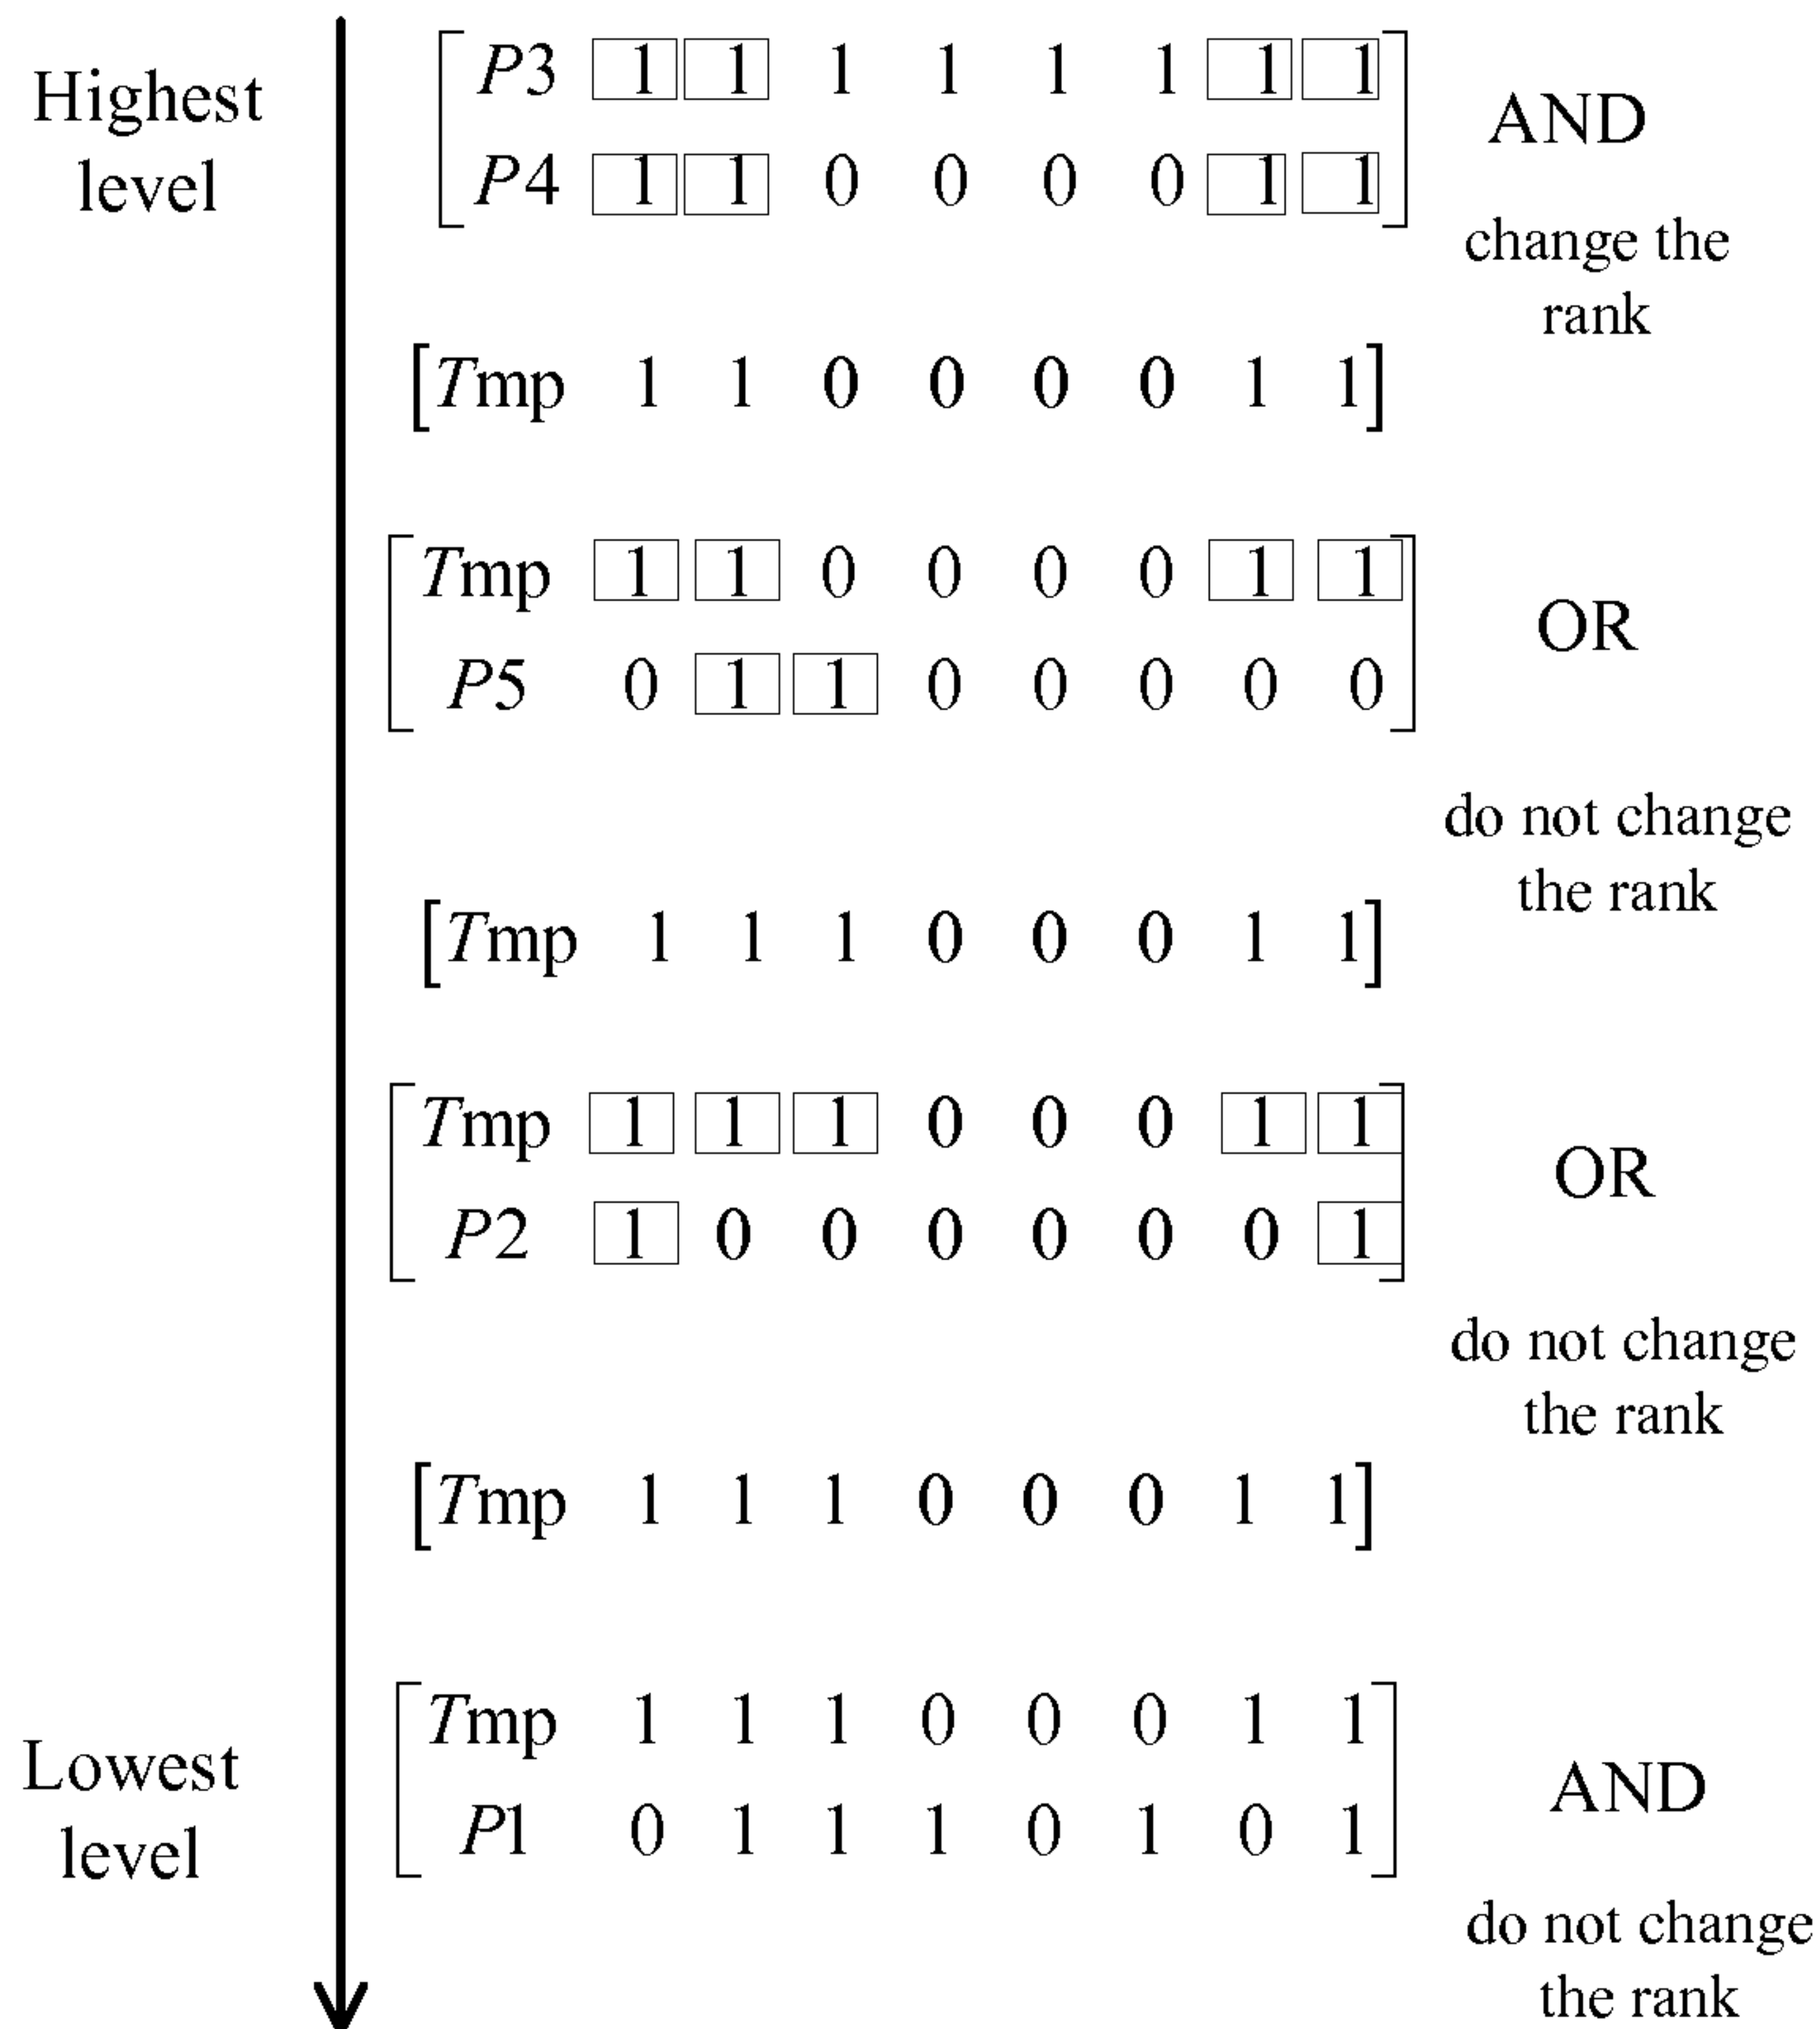 Highest
level
P3 1 1 1 1 1 1 1 1
P4 1 1 0 0 0 0 1 1
AND
change the
rank
[Tmp 1 1 0 0 0 0 1 1]
Tmp 1 1 0 0 0 0 1 1
P5 0 1 1 0 0 0 0 0
OR
do not change
the rank
[Tmp 1 1 1 0 0 0 1 1]
Tmp 1 1 1 0 0 0 1 1
P2 1 0 0 0 0 0 0 1
OR
do not change
the rank
[Tmp 1 1 1 0 0 0 1 1]
Lowest
level
Tmp 1 1 1 0 0 0 1 1
P1 0 1 1 1 0 1 0 1
AND
do not change
the rank